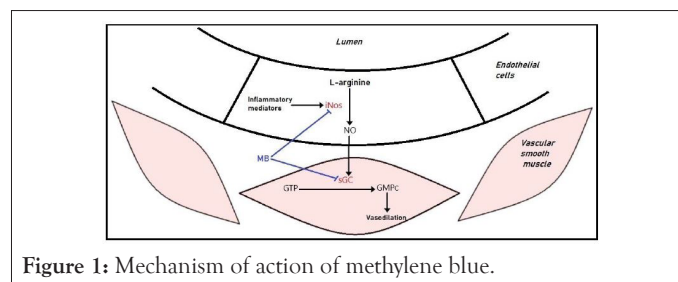 Lumen
Endothelial
cells
L-arginine
Inflammatory
mediators
iNos
NO
MB
Vascular
smooth
muscle
sGC
GTP
GMPc
Vasodilation
Figure 1: Mechanism of action of methylene blue.